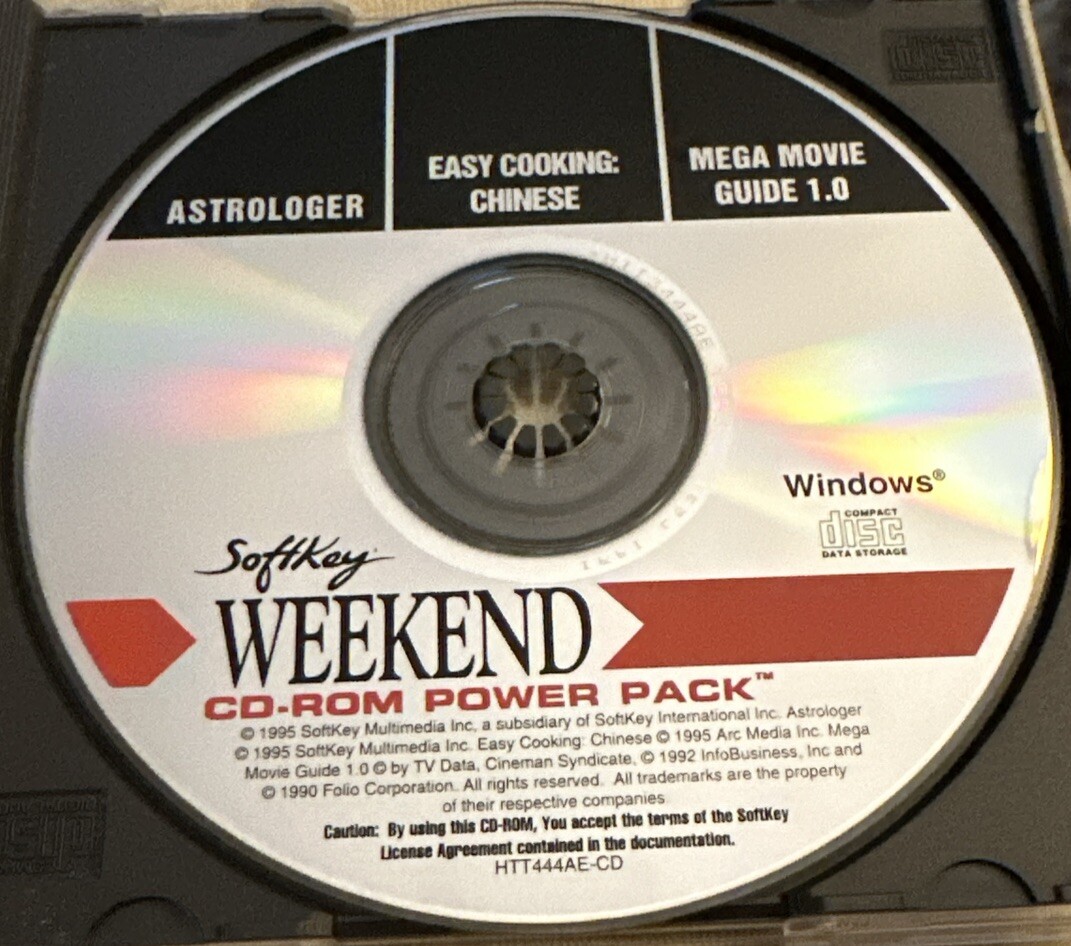 ASTROLOGER
EASY COOKING:
CHINESE
MEGA MOVIE
GUIDE 1.0
Windows®
COMPACT
disc
DATA STORAGE
SoftKey
WEEKEND
CD-ROM POWER PACK™
© 1995 SoftKey Multimedia Inc, a subsidiary of SoftKey International Inc. Astrologer
© 1995 SoftKey Multimedia Inc. Easy Cooking: Chinese © 1995 Arc Media Inc. Mega
Movie Guide 1.0 © by TV Data, Cineman Syndicate, © 1992 InfoBusiness, Inc and
© 1990 Folio Corporation. All rights reserved. All trademarks are the property
of their respective companies.
Caution: By using this CD-ROM, You accept the terms of the SoftKey
License Agreement contained in the documentation.
HTT444AE-CD